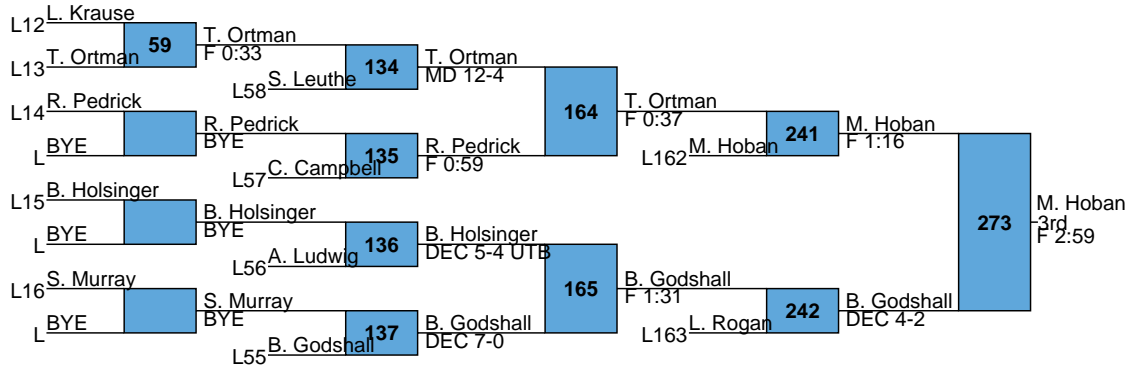 L12 L. Krause
59
T. Ortman
F 0:33
L13 T. Ortman
134
T. Ortman
MD 12-4
L58 S. Leuthe
L14 R. Pedrick
R. Pedrick
BYE
L BYE
135
R. Pedrick
F 0:59
L57 C. Campbell
164
T. Ortman
F 0:37
241
M. Hoban
F 1:16
L162 M. Hoban
L15 B. Holsinger
B. Holsinger
BYE
L BYE
136
B. Holsinger
DEC 5-4 UTB
L56 A. Ludwig
L16 S. Murray
S. Murray
BYE
L BYE
137
B. Godshall
DEC 7-0
L55 B. Godshall
165
B. Godshall
F 1:31
242
B. Godshall
DEC 4-2
L163 L. Rogan
273
M. Hoban
3rd
F 2:59